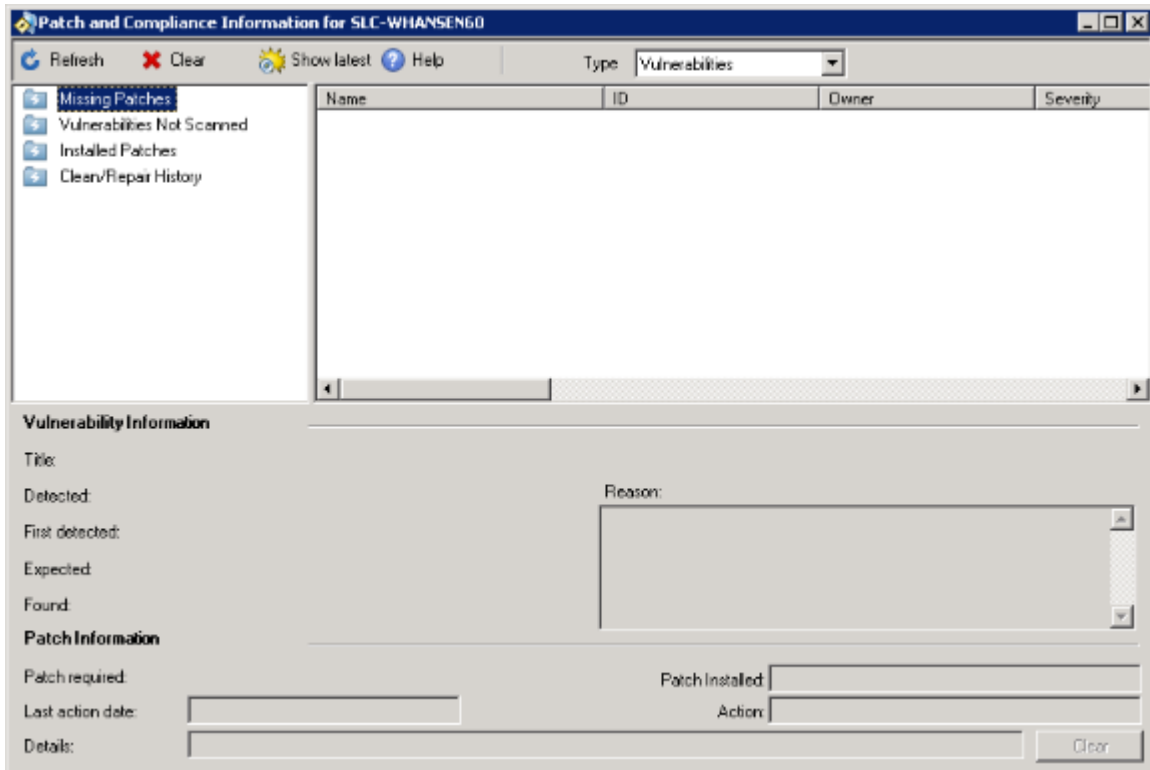 Patch and Compliance Information for SLC-WHANSEN60
Refresh Clear Show latest Help Type Vulnerabilities
Missing Patches
Vulnerabilities Not Scanned
Installed Patches
Clean/Repair History
Name ID Owner Severity
Vulnerability Information
Title:
Detected:
First detected:
Expected:
Found:
Reason:
Patch Information
Patch required:
Patch Installed:
Last action date:
Action:
Details:
Clear